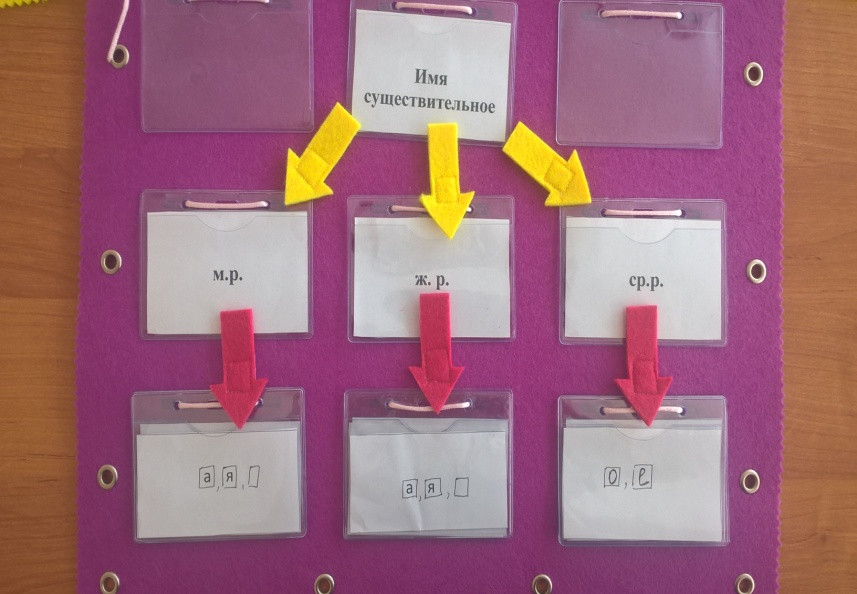 Имя
существительное
м.р.
ж. р.
ср.р.
а, я,
а, я,
о, е